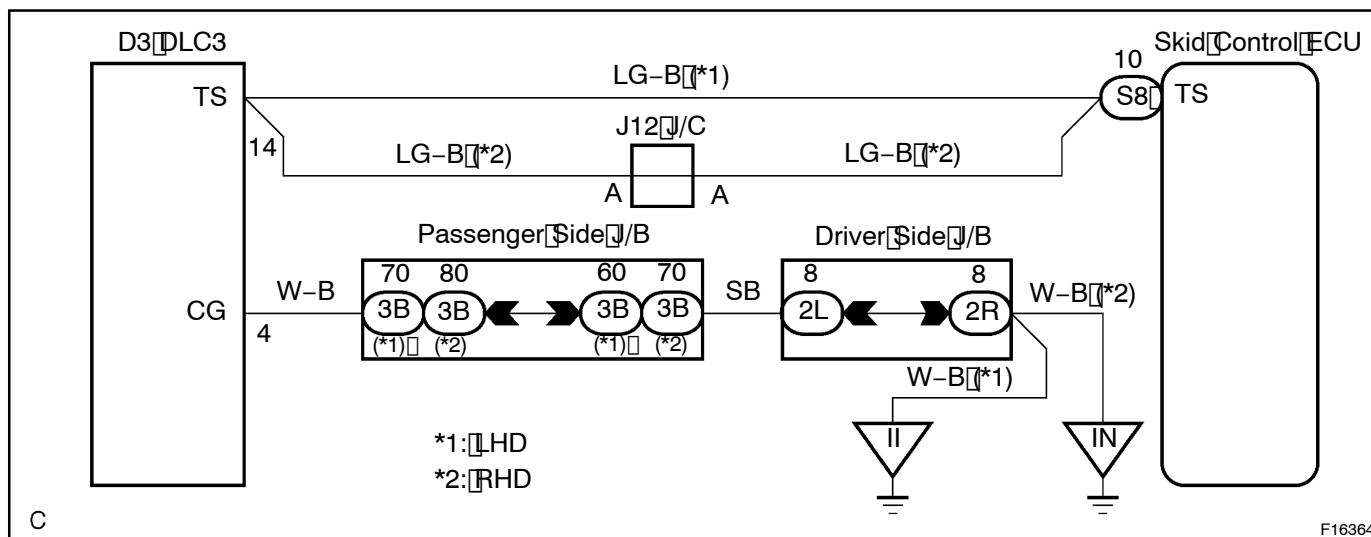 D3 DLC3
Skid Control ECU
10
TS
LG-B (*1)
S8
TS
14
J12 J/C
LG-B (*2)
LG-B (*2)
A
A
Passenger Side J/B
Driver Side J/B
70
80
60
70
8
8
CG
W-B
3B
3B
3B
3B
SB
2L
2R
W-B (*2)
4
(*1)
(*2)
(*1)
(*2)
W-B (*1)
II
IN
*1: LHD
*2: RHD
C
F16364